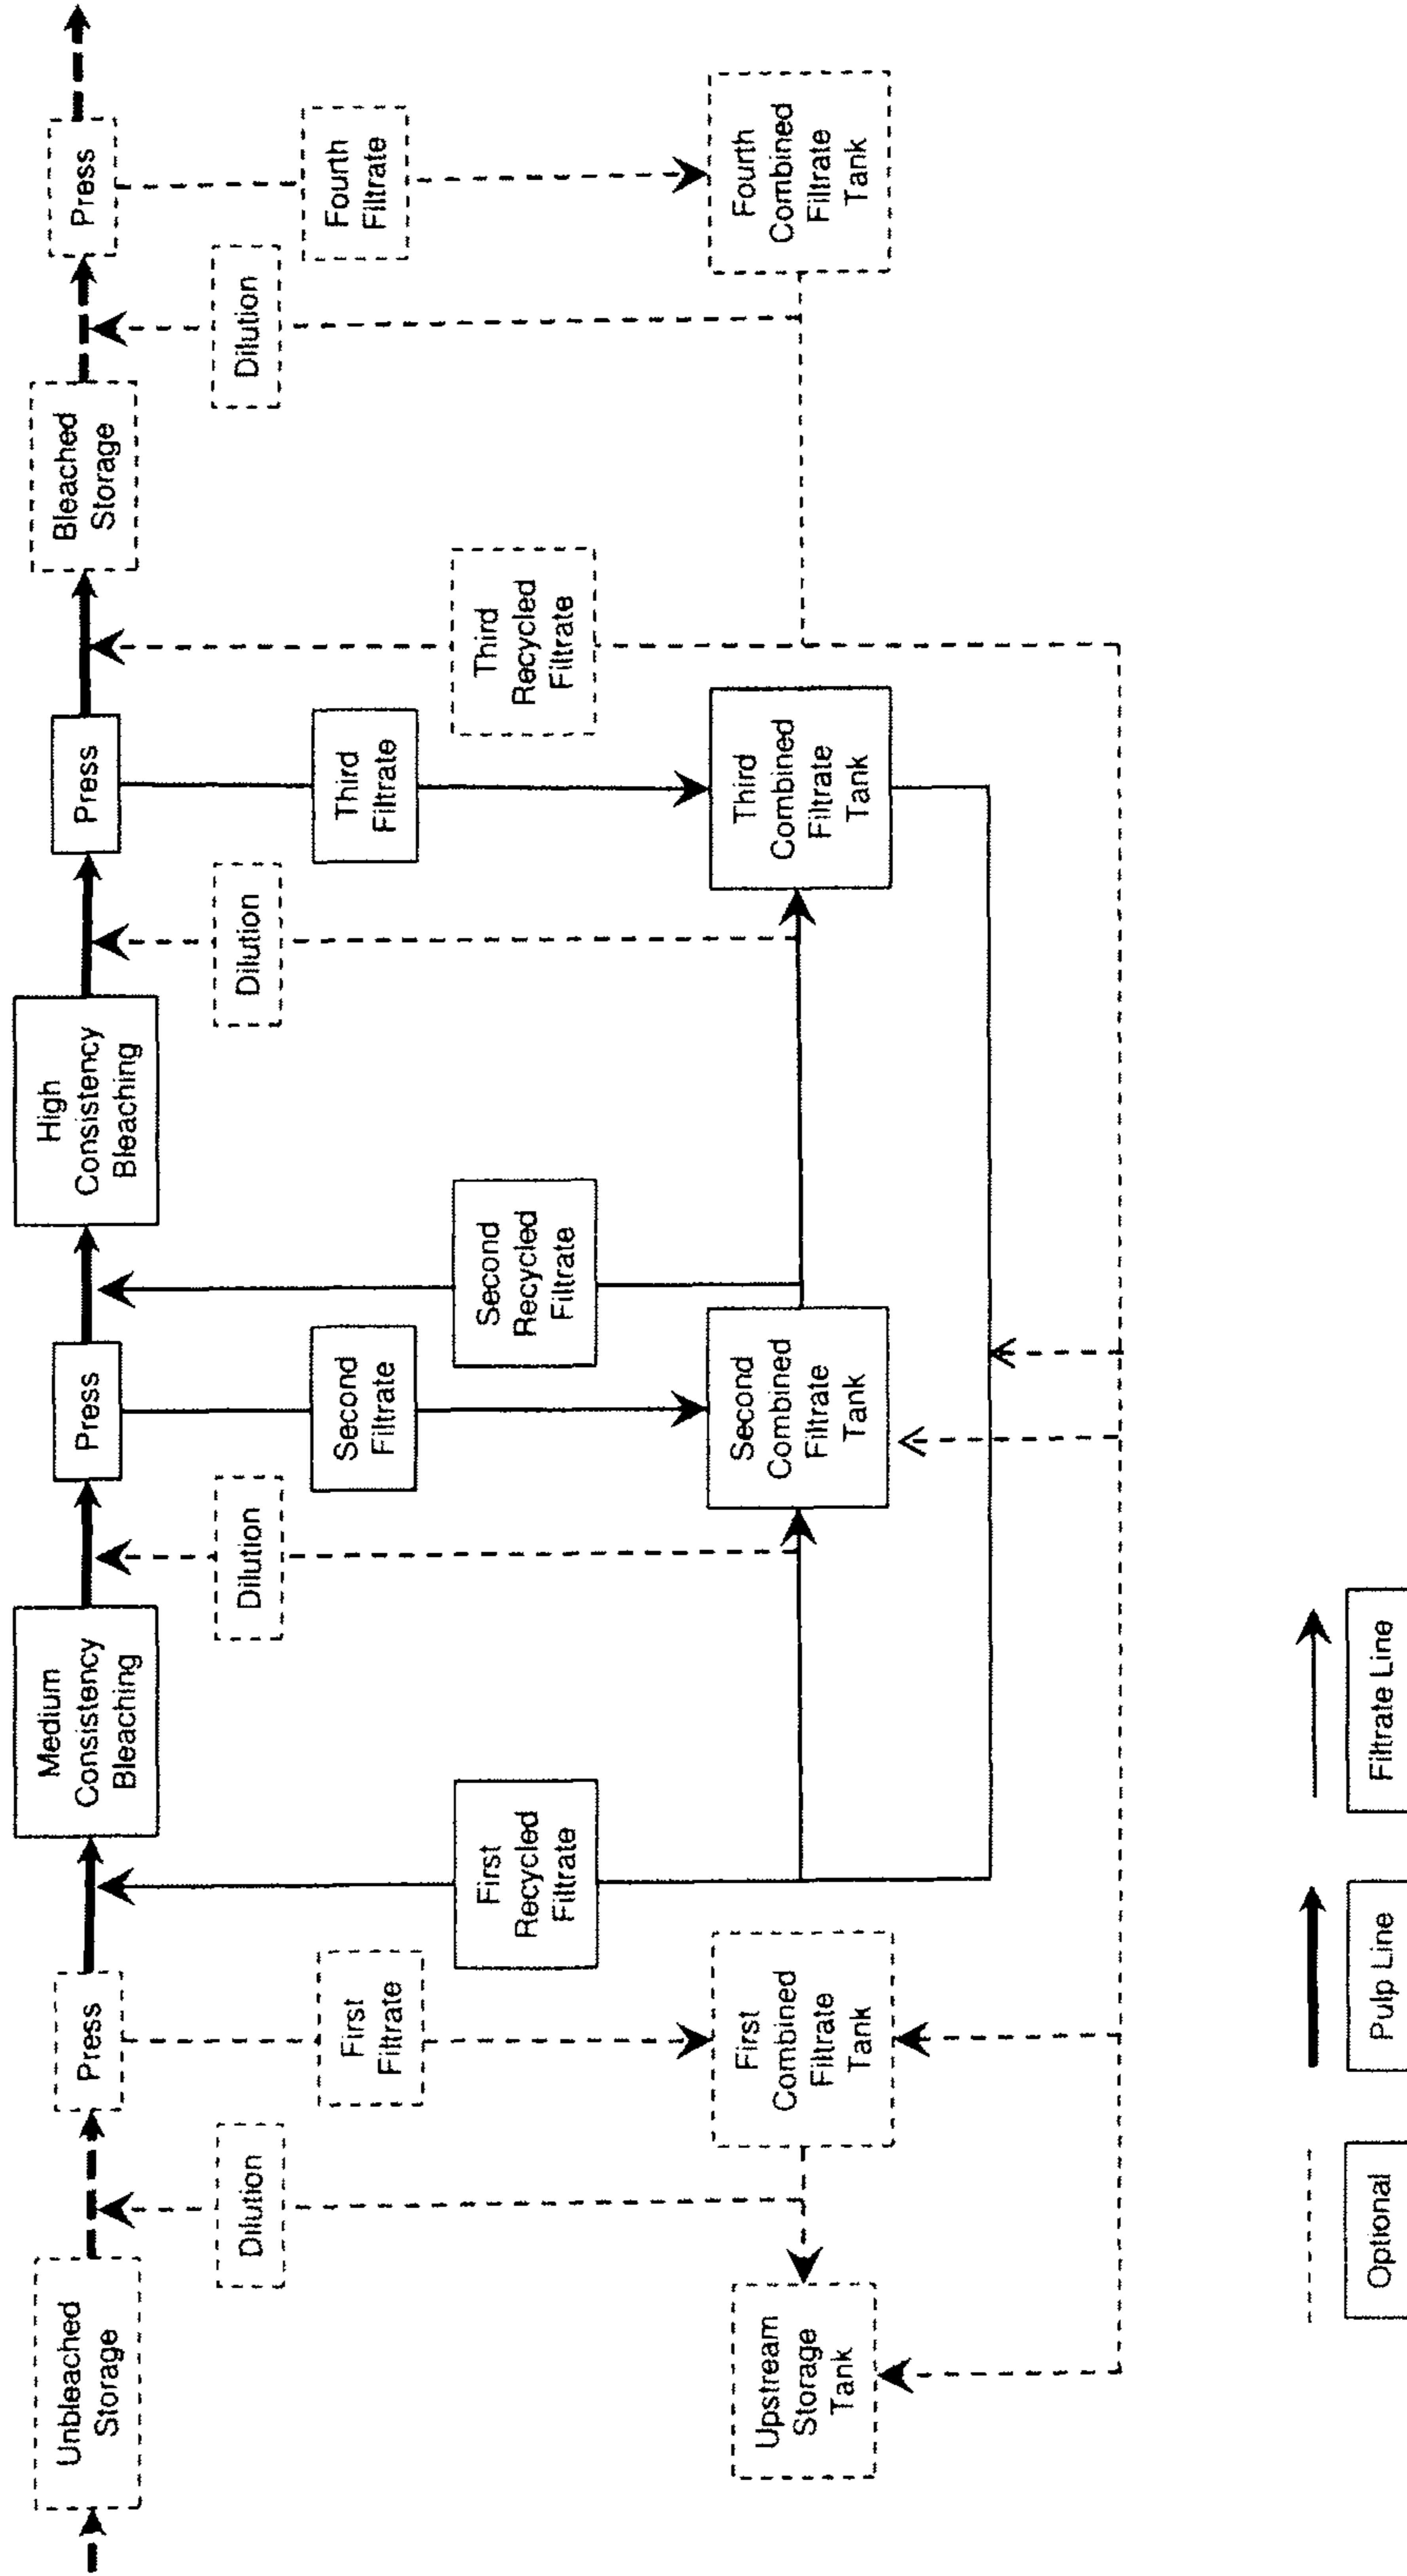 Unbleached
Storage
Press
Medium
Consistency
Bleaching
Press
High
Consistency
Bleaching
Press
Bleached
Storage
Press
Dilution
Dilution
Dilution
Dilution
First
Filtrate
Second
Filtrate
Third
Filtrate
Fourth
Filtrate
First
Recycled
Filtrate
Second
Recycled
Filtrate
Third
Recycled
Filtrate
Upstream
Storage
Tank
First
Combined
Filtrate
Tank
Second
Combined
Filtrate
Tank
Third
Combined
Filtrate
Tank
Fourth
Combined
Filtrate
Tank
Optional
Pulp Line
Filtrate Line